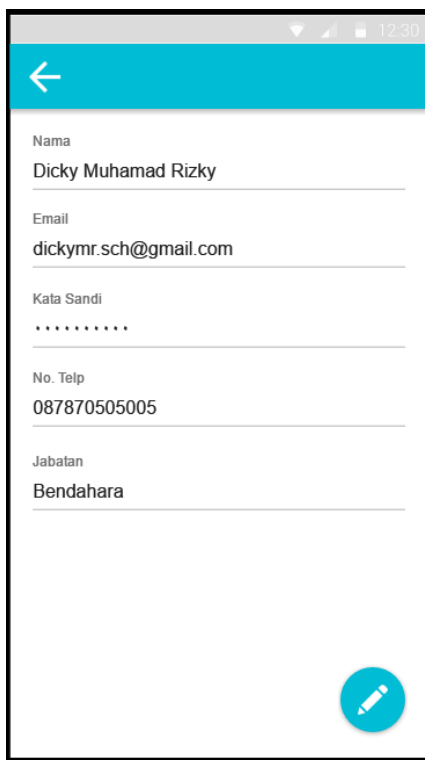 12:30
Nama
Dicky Muhamad Rizky
Email
dickymr.sch@gmail.com
Kata Sandi
··········
No. Telp
087870505005
Jabatan
Bendahara